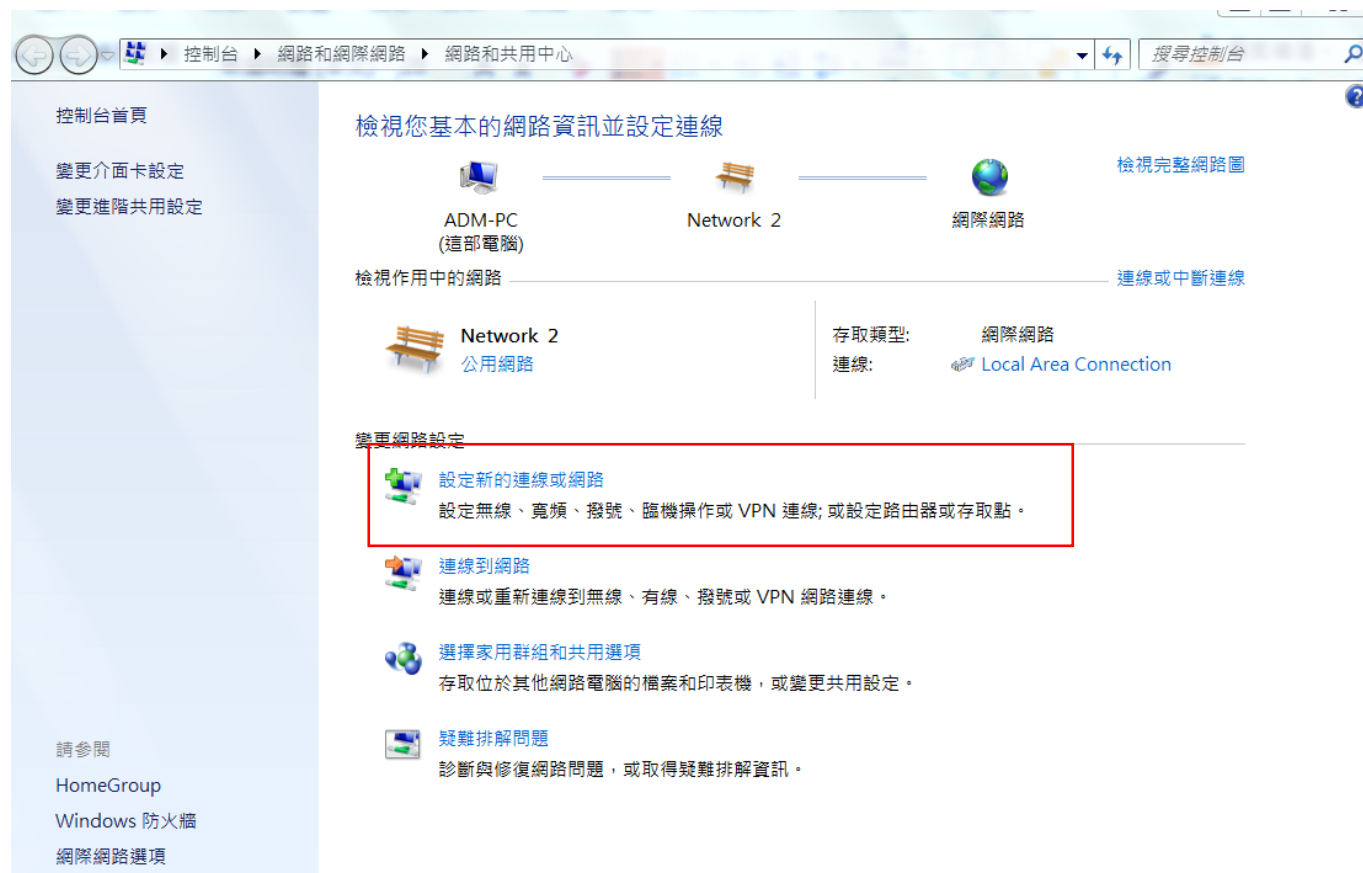 控制台 網路和網際網路 網路和共用中心
搜尋控制台
控制台首頁
變更介面卡設定
變更進階共用設定
請參閱
HomeGroup
Windows 防火牆
網際網路選項
檢視您基本的網路資訊並設定連線
檢視完整網路圖
ADM-PC
(這部電腦)
Network 2
網際網路
檢視作用中的網路
連線或中斷連線
Network 2
公用網路
存取類型: 網際網路
連線: Local Area Connection
變更網路設定
設定新的連線或網路
設定無線、寬頻、撥號、臨機操作或 VPN 連線; 或設定路由器或存取點。
連線到網路
連線或重新連線到無線、有線、撥號或 VPN 網路連線。
選擇家用群組和共用選項
存取位於其他網路電腦的檔案和印表機，或變更共用設定。
疑難排解問題
診斷與修復網路問題，或取得疑難排解資訊。